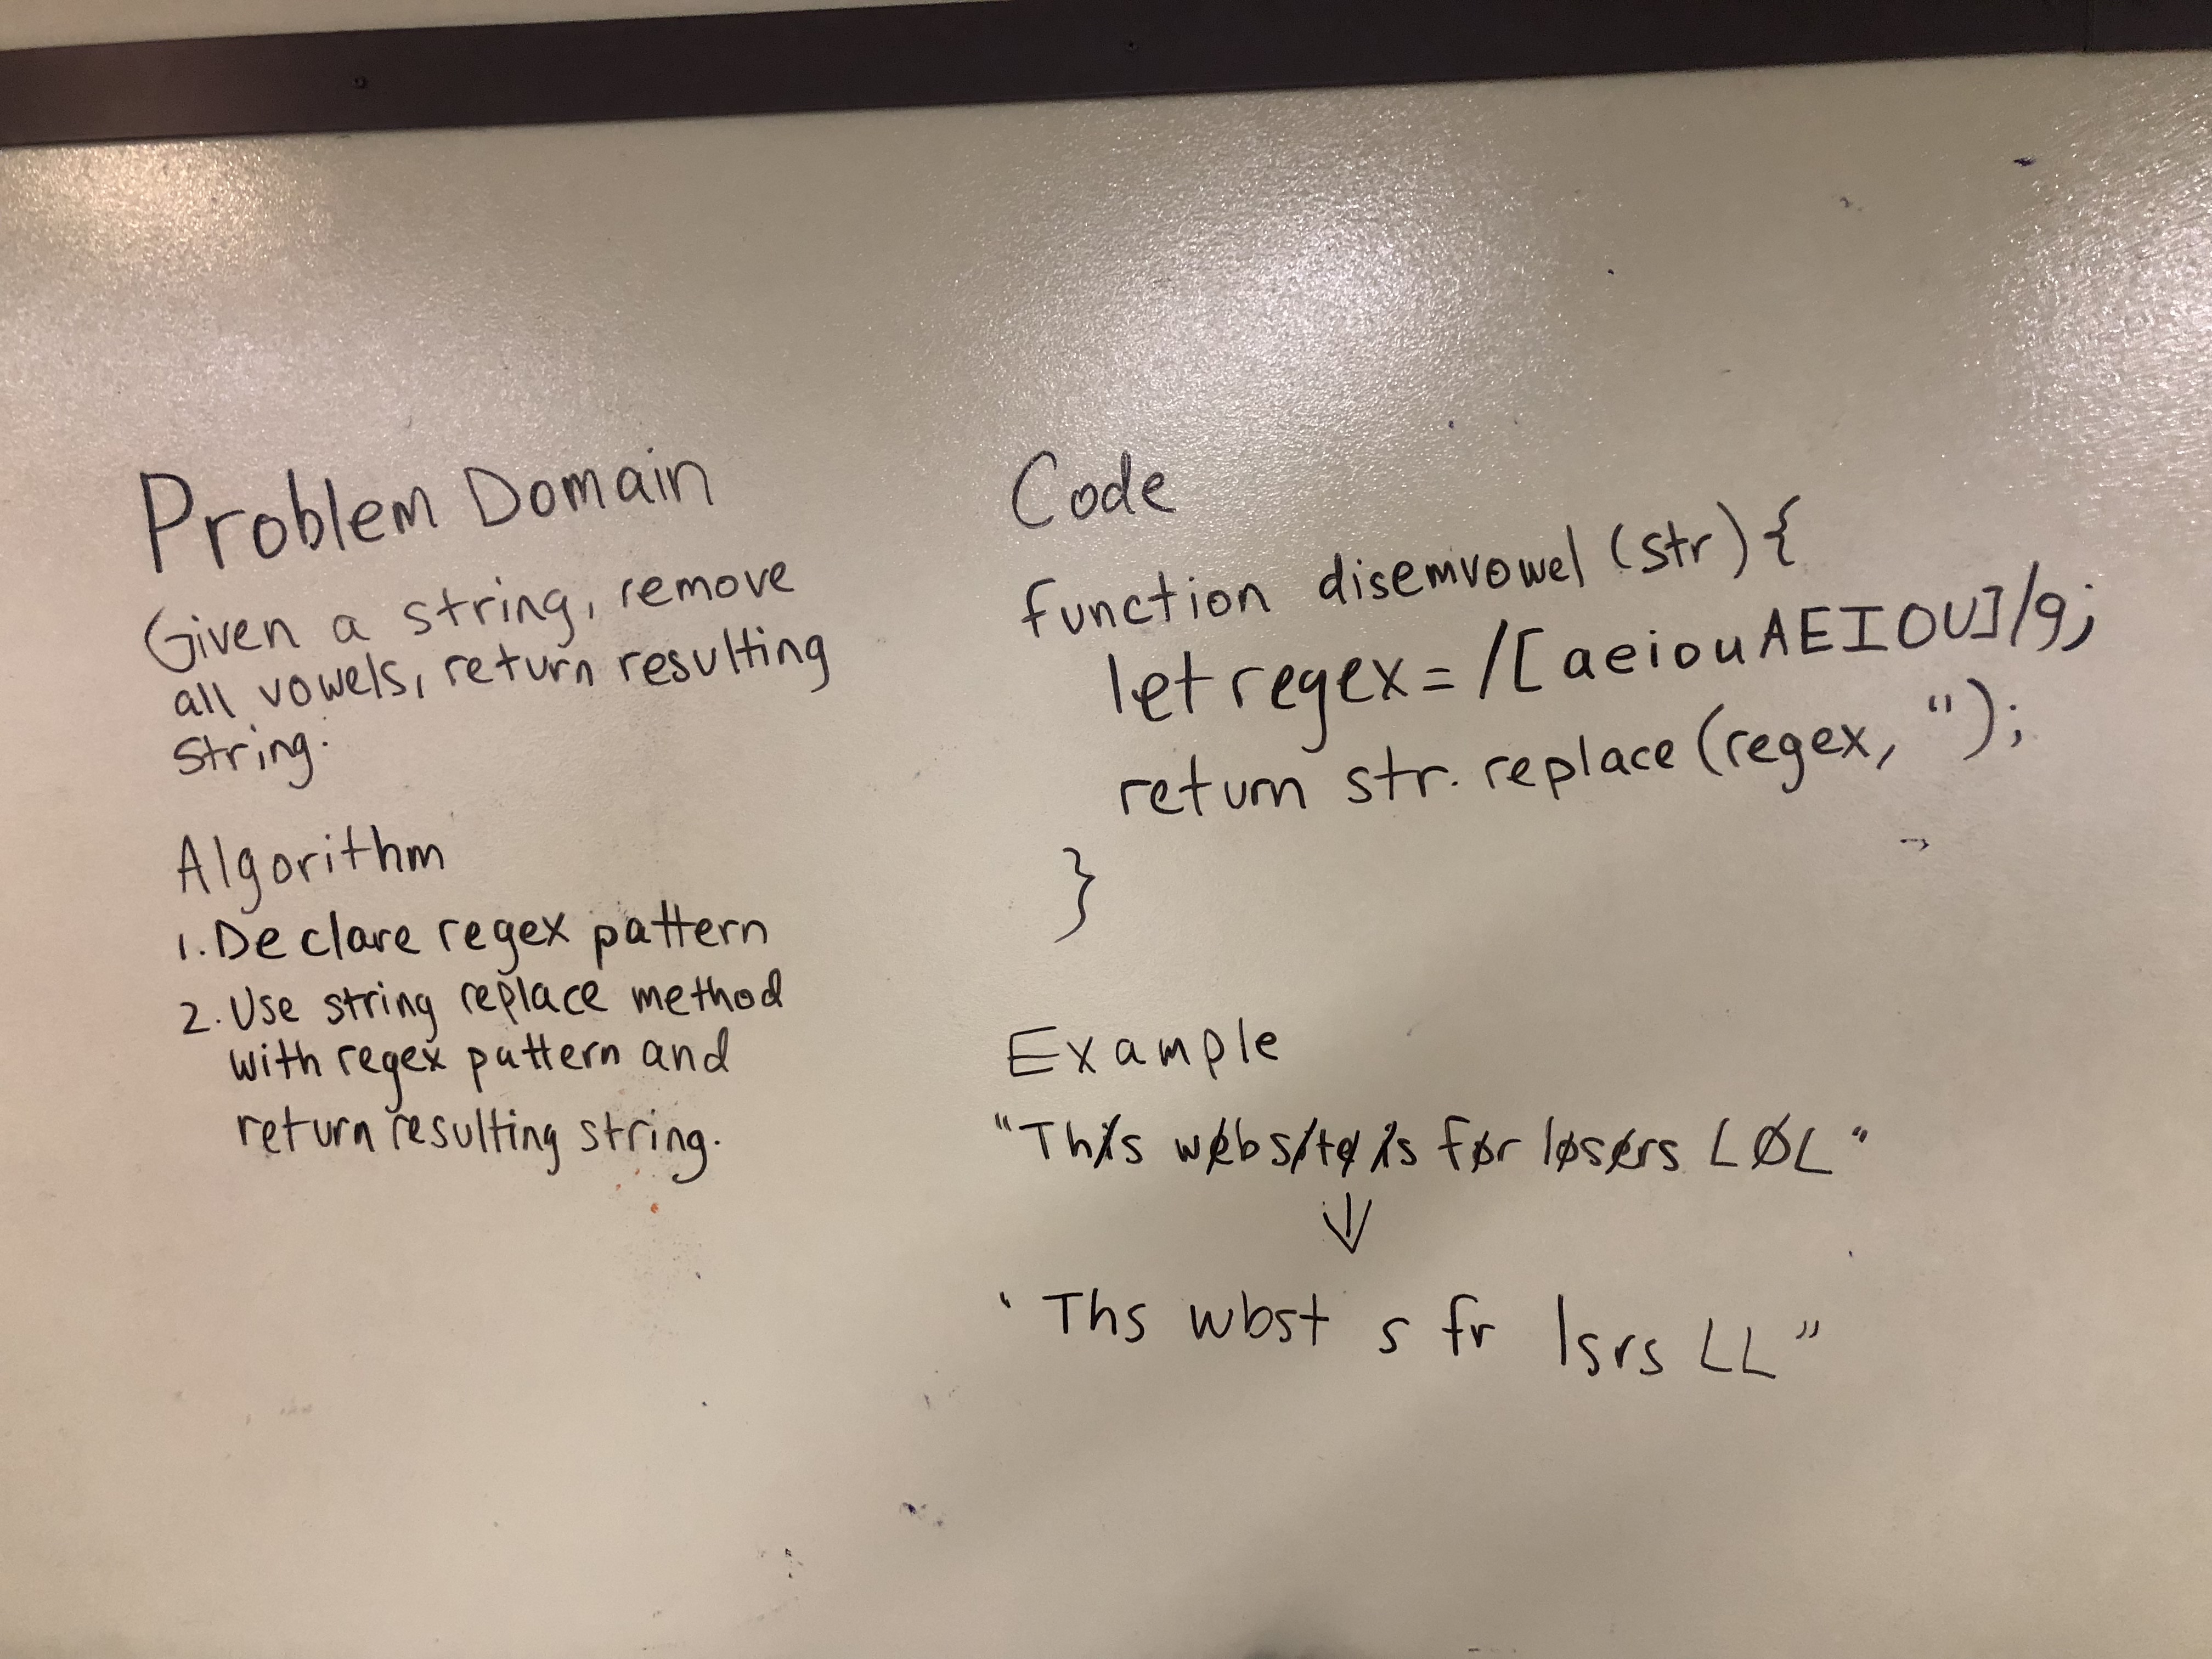 Problem Domain
Given a string, remove
all vowels, return resulting
string.
Algorithm
1. Declare regex pattern
2. Use string replace method
with regex pattern and
return resulting string.
Code
function disemvowel (str) {
let regex = /[aeiouAEIOU]/g;
return str.replace(regex, '');
}
Example
"This website is for losers LOL"
↓
"Ths wbst s fr lsrs LL"